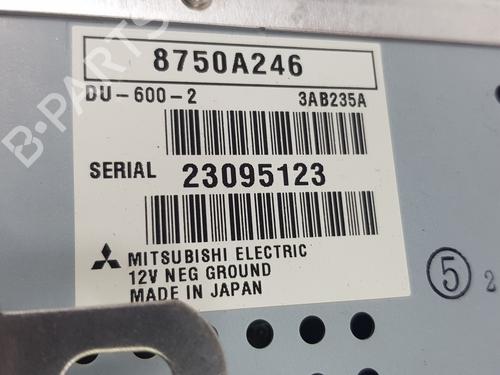 8750A246
DU-600-2 3AB235A
SERIAL 23095123
MITSUBISHI ELECTRIC
12V NEG GROUND
MADE IN JAPAN
5 2
B-PARTS